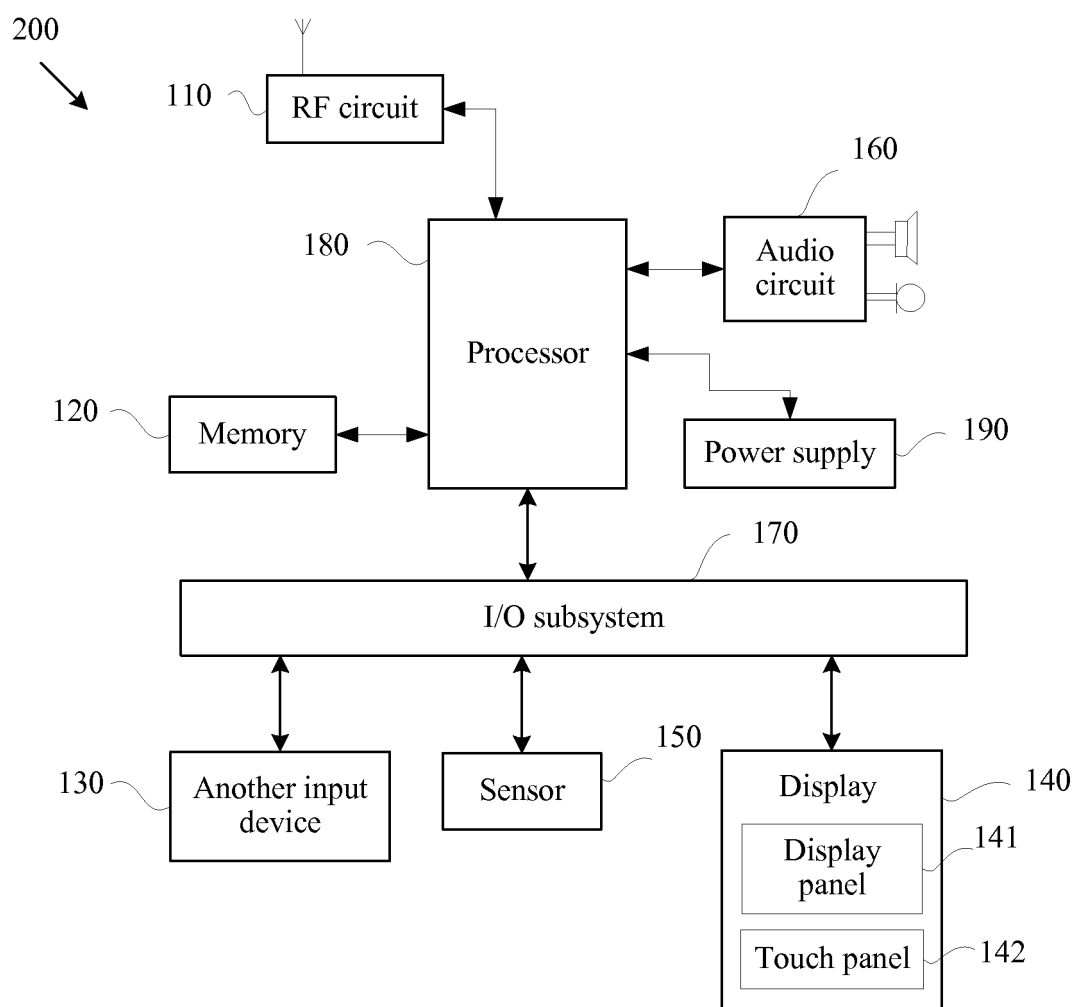 200
110
RF circuit
160
180
Audio
circuit
Processor
120
Memory
190
Power supply
170
I/O subsystem
130
Another input
device
150
Sensor
140
Display
141
Display
panel
142
Touch panel